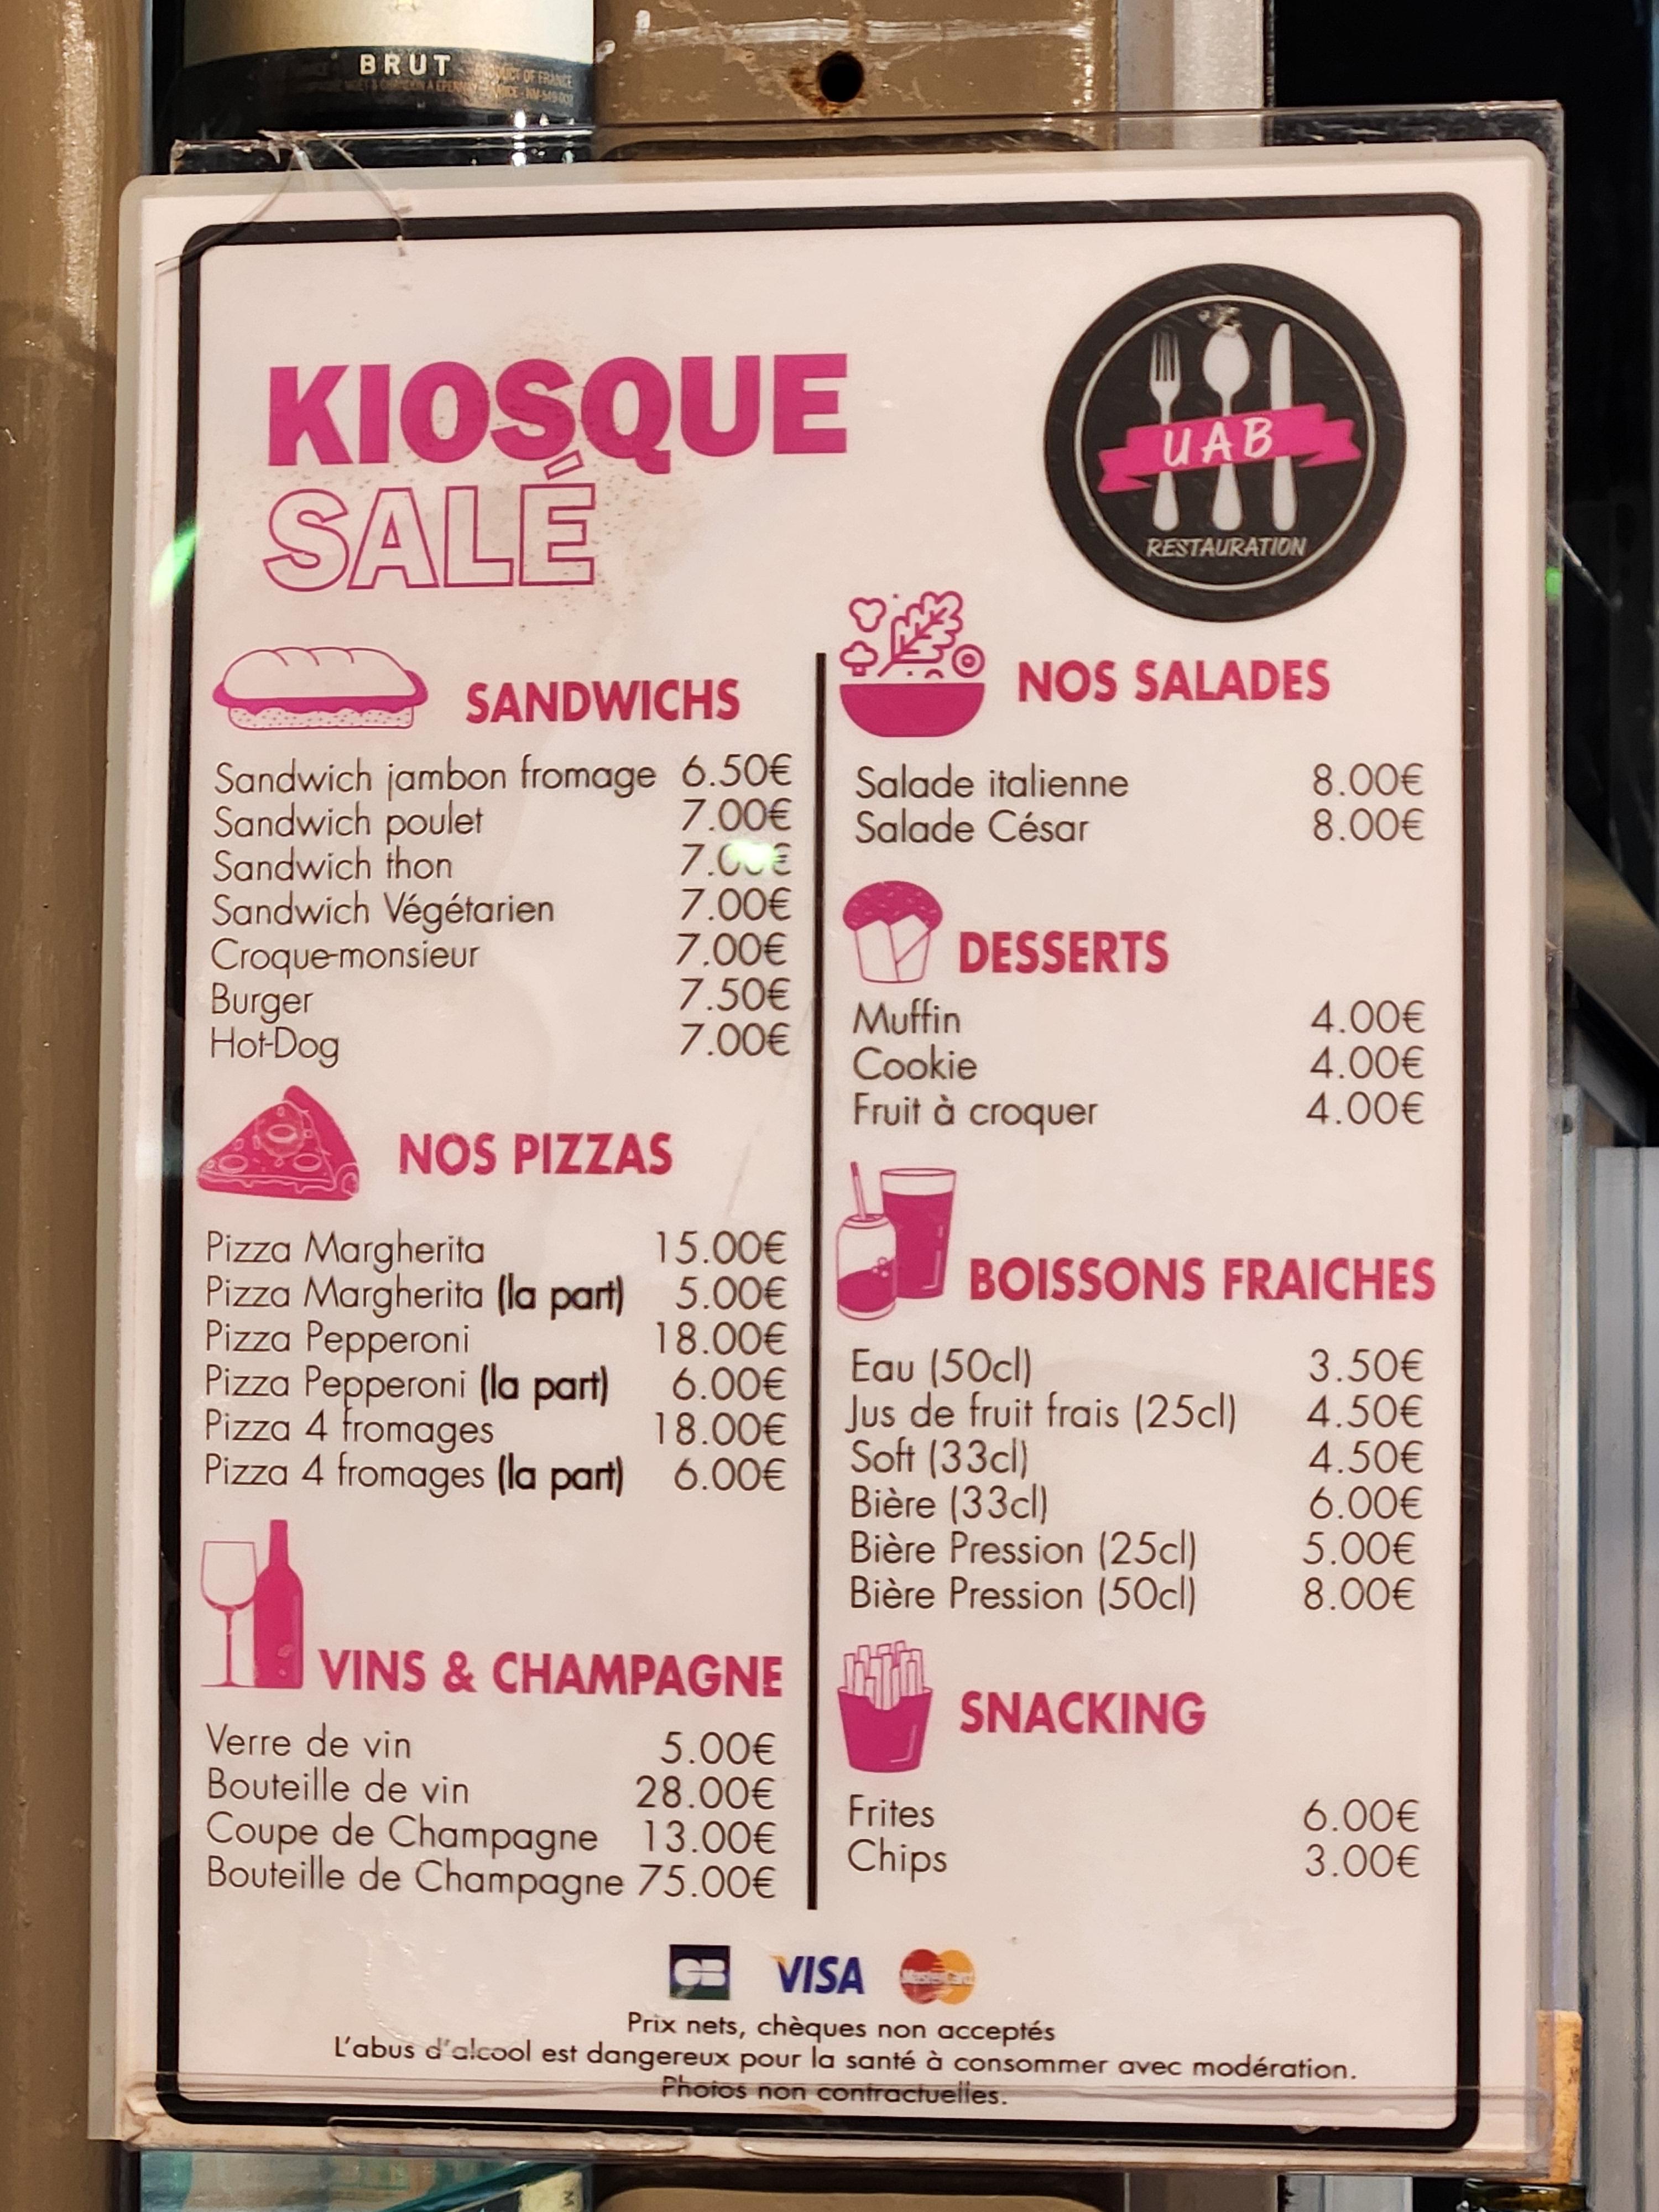 BRUT
PRODUCT OF FRANCE
KIOSQUE
SALÉ
UAB
RESTAURATION
SANDWICHS
Sandwich jambon fromage 6.50€
Sandwich poulet 7.00€
Sandwich thon 7.00€
Sandwich Végétarien 7.00€
Croque-monsieur 7.00€
Burger 7.50€
Hot-Dog 7.00€
NOS PIZZAS
Pizza Margherita 15.00€
Pizza Margherita (la part) 5.00€
Pizza Pepperoni 18.00€
Pizza Pepperoni (la part) 6.00€
Pizza 4 fromages 18.00€
Pizza 4 fromages (la part) 6.00€
VINS & CHAMPAGNE
Verre de vin 5.00€
Bouteille de vin 28.00€
Coupe de Champagne 13.00€
Bouteille de Champagne 75.00€
NOS SALADES
Salade italienne 8.00€
Salade César 8.00€
DESSERTS
Muffin 4.00€
Cookie 4.00€
Fruit à croquer 4.00€
BOISSONS FRAICHES
Eau (50cl) 3.50€
Jus de fruit frais (25cl) 4.50€
Soft (33cl) 4.50€
Bière (33cl) 6.00€
Bière Pression (25cl) 5.00€
Bière Pression (50cl) 8.00€
SNACKING
Frites 6.00€
Chips 3.00€
CB VISA MasterCard
Prix nets, chèques non acceptés
L'abus d'alcool est dangereux pour la santé à consommer avec modération.
Photos non contractuelles.